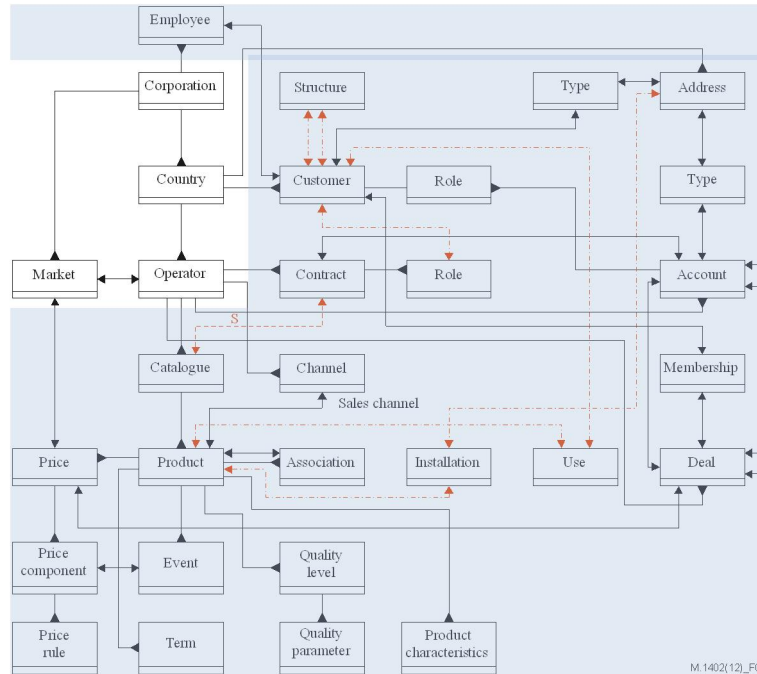 Employee
Corporation
Structure
Type
Address
Country
Customer
Role
Type
Market
Operator
Contract
Role
Account
S
Catalogue
Channel
Membership
Sales channel
Price
Product
Association
Installation
Use
Deal
Price
component
Event
Quality
level
Price
rule
Term
Quality
parameter
Product
characteristics
M.1402(12)_F